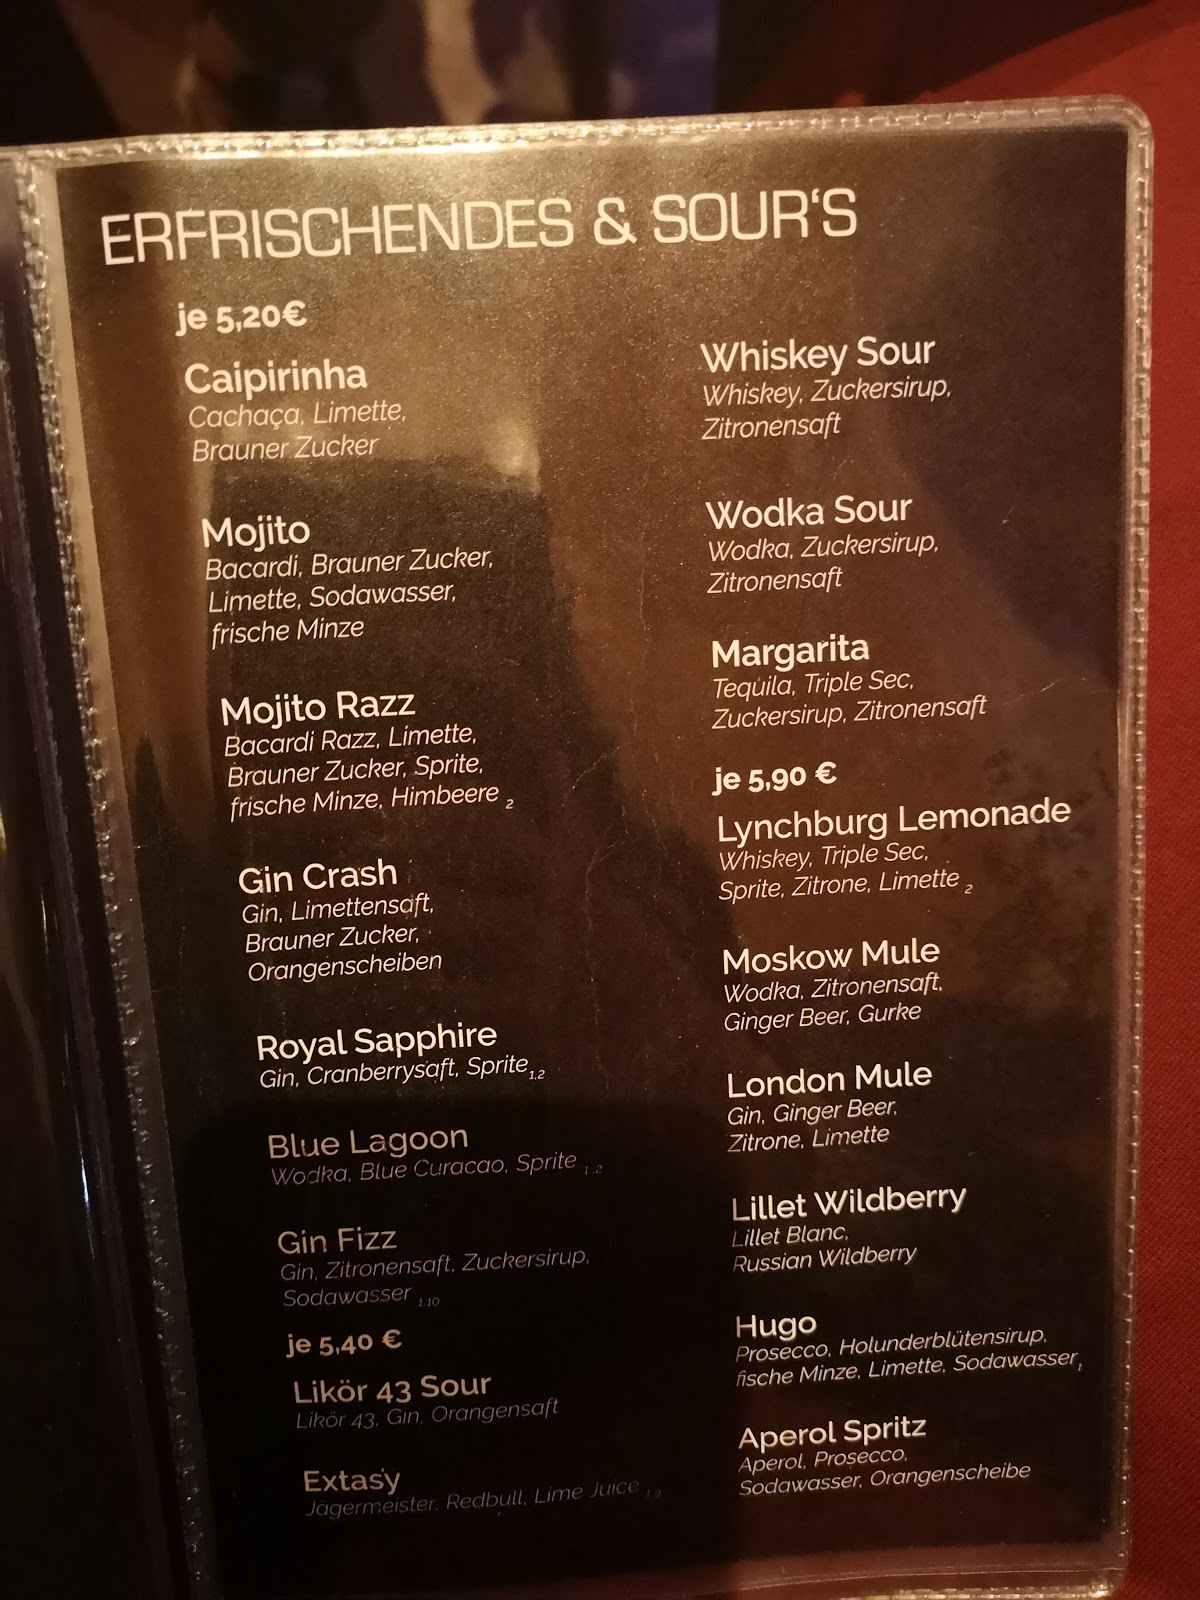 ERFRISCHENDES & SOUR'S
je 5,20€
Caipirinha
Cachaça, Limette,
Brauner Zucker
Mojito
Bacardi, Brauner Zucker,
Limette, Sodawasser,
frische Minze
Mojito Razz
Bacardi Razz, Limette,
Brauner Zucker, Sprite,
frische Minze, Himbeere 2
Gin Crash
Gin, Limettensaft,
Brauner Zucker,
Orangenscheiben
Royal Sapphire
Gin, Cranberrysaft, Sprite 1,2
Blue Lagoon
Wodka, Blue Curacao, Sprite 1,2
Gin Fizz
Gin, Zitronensaft, Zuckersirup,
Sodawasser 1,10
je 5,40 €
Likör 43 Sour
Likör 43, Gin, Orangensaft
Extasy
Jägermeister, Redbull, Lime Juice 1,9
Whiskey Sour
Whiskey, Zuckersirup,
Zitronensaft
Wodka Sour
Wodka, Zuckersirup,
Zitronensaft
Margarita
Tequila, Triple Sec,
Zuckersirup, Zitronensaft
je 5,90 €
Lynchburg Lemonade
Whiskey, Triple Sec,
Sprite, Zitrone, Limette 2
Moskow Mule
Wodka, Zitronensaft,
Ginger Beer, Gurke
London Mule
Gin, Ginger Beer,
Zitrone, Limette
Lillet Wildberry
Lillet Blanc,
Russian Wildberry
Hugo
Prosecco, Holunderblütensirup,
fische Minze, Limette, Sodawasser 1
Aperol Spritz
Aperol, Prosecco,
Sodawasser, Orangenscheibe